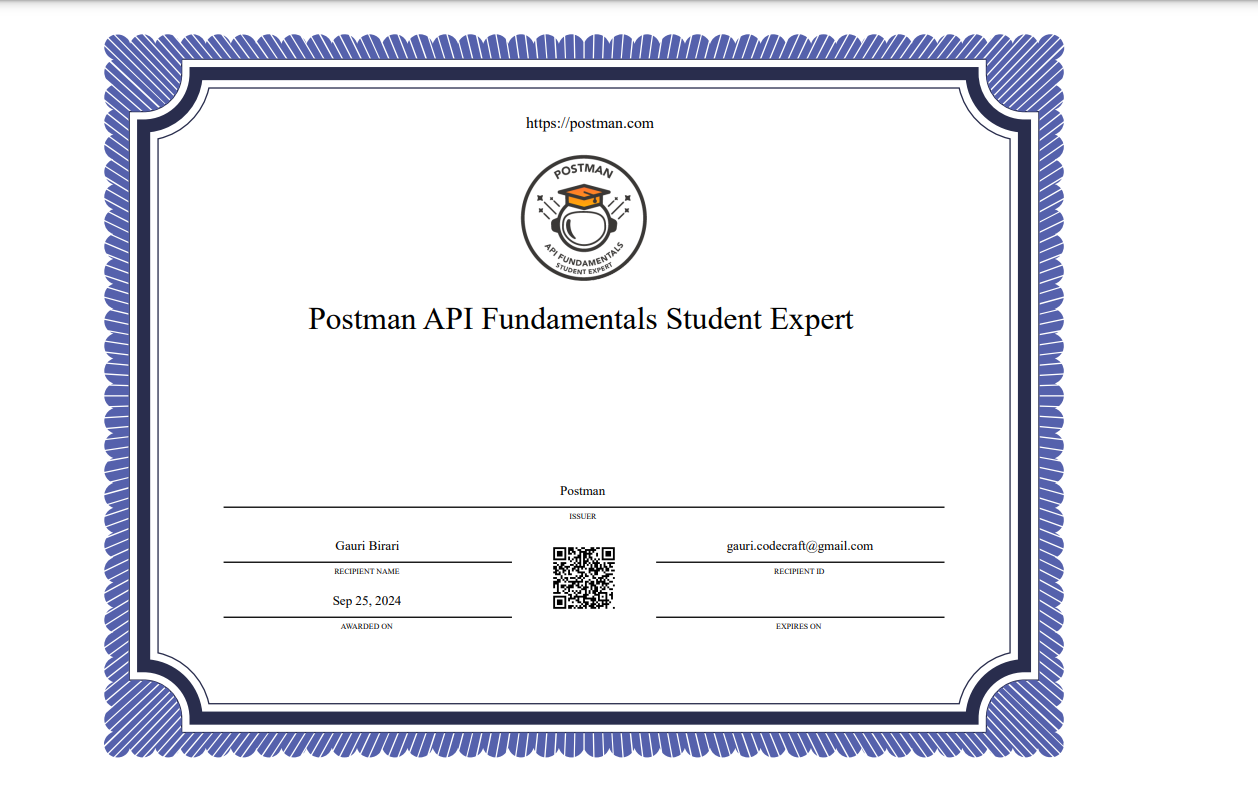 https://postman.com
POSTMAN
API FUNDAMENTALS
STUDENT EXPERT
Postman API Fundamentals Student Expert
Postman
ISSUER
Gauri Birari
RECIPIENT NAME
gauri.codecraft@gmail.com
RECIPIENT ID
Sep 25, 2024
AWARDED ON
EXPIRES ON